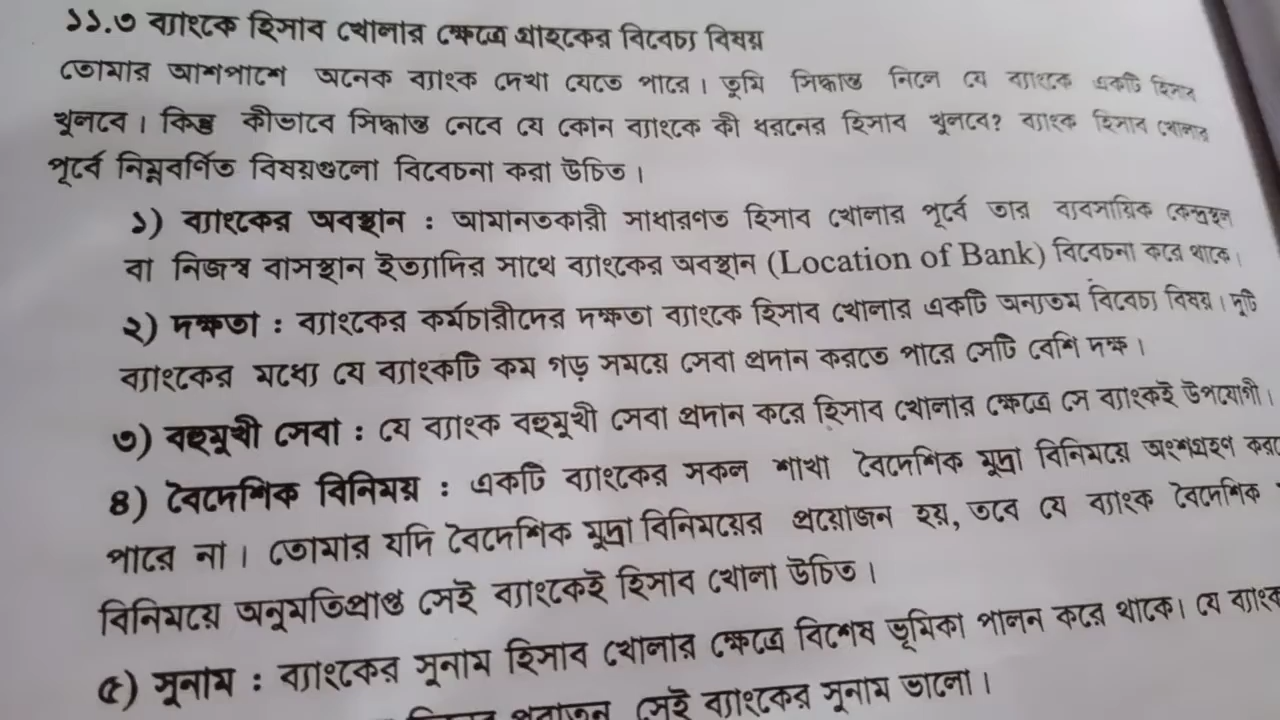 ১১.৩ ব্যাংকে হিসাব খোলার ক্ষেত্রে গ্রাহকের বিবেচ্য বিষয়
তোমার আশপাশে অনেক ব্যাংক দেখা যেতে পারে। তুমি সিদ্ধান্ত নিলে যে ব্যাংকে একটি হিসাব
খুলবে। কিন্তু কীভাবে সিদ্ধান্ত নেবে যে কোন ব্যাংকে কী ধরনের হিসাব খুলবে? ব্যাংক হিসাব খোলার
পূর্বে নিম্নবর্ণিত বিষয়গুলো বিবেচনা করা উচিত।
১) ব্যাংকের অবস্থান : আমানতকারী সাধারণত হিসাব খোলার পূর্বে তার ব্যবসায়িক কেন্দ্রস্থল
বা নিজস্ব বাসস্থান ইত্যাদির সাথে ব্যাংকের অবস্থান (Location of Bank) বিবেচনা করে থাকে।
২) দক্ষতা : ব্যাংকের কর্মচারীদের দক্ষতা ব্যাংকে হিসাব খোলার একটি অন্যতম বিবেচ্য বিষয়। দুটি
ব্যাংকের মধ্যে যে ব্যাংকটি কম গড় সময়ে সেবা প্রদান করতে পারে সেটি বেশি দক্ষ।
৩) বহুমুখী সেবা : যে ব্যাংক বহুমুখী সেবা প্রদান করে হিসাব খোলার ক্ষেত্রে সে ব্যাংকই উপযোগী।
৪) বৈদেশিক বিনিময় : একটি ব্যাংকের সকল শাখা বৈদেশিক মুদ্রা বিনিময়ে অংশগ্রহণ
পারে না। তোমার যদি বৈদেশিক মুদ্রা বিনিময়ের প্রয়োজন হয়, তবে যে ব্যাংক বৈদেশিক
বিনিময়ে অনুমতিপ্রাপ্ত সেই ব্যাংকেই হিসাব খোলা উচিত।
৫) সুনাম : ব্যাংকের সুনাম হিসাব খোলার ক্ষেত্রে বিশেষ ভূমিকা পালন করে থাকে। যে ব্যাংক
সেই ব্যাংকের সুনাম ভালো।